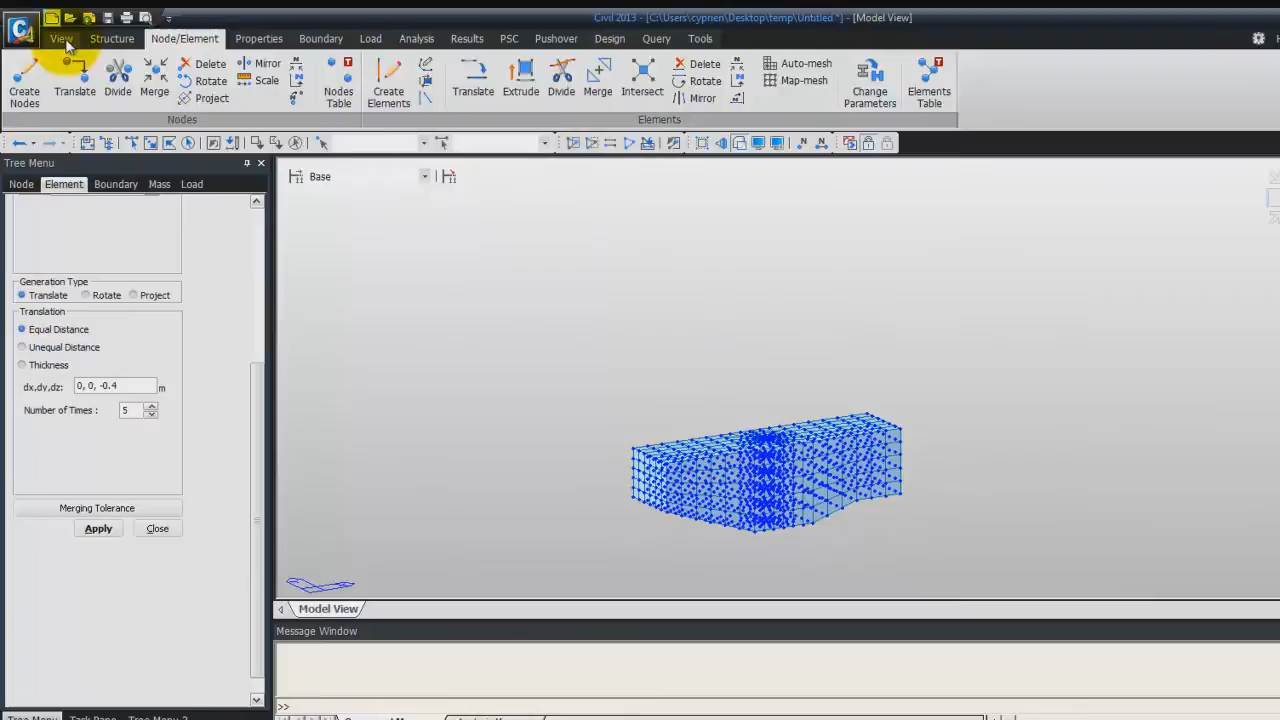 Civil 2013 - [C:\Users\cyprien\Desktop\temp\Untitled *] - [Model View]
View Structure Node/Element Properties Boundary Load Analysis Results PSC Pushover Design Query Tools
Create Nodes
Translate
Divide
Merge
Delete
Rotate
Project
Mirror
Scale
Nodes Table
Create Elements
Translate
Extrude
Divide
Merge
Intersect
Delete
Rotate
Mirror
Auto-mesh
Map-mesh
Change Parameters
Elements Table
Nodes
Elements
Tree Menu
Node Element Boundary Mass Load
Base
Generation Type
Translate Rotate Project
Translation
Equal Distance
Unequal Distance
Thickness
dx,dy,dz: 0, 0, -0.4 m
Number of Times : 5
Merging Tolerance
Apply Close
Model View
Message Window
>>